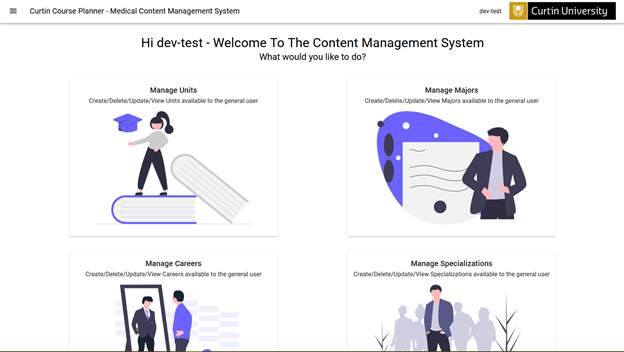 Curtin Course Planner - Medical Content Management System
dev-test
Curtin University
Hi dev-test - Welcome To The Content Management System
What would you like to do?
Manage Units
Create/Delete/Update/View Units available to the general user
Manage Majors
Create/Delete/Update/View Majors available to the general user
Manage Careers
Create/Delete/Update/View Careers available to the general user
Manage Specializations
Create/Delete/Update/View Specializations available to the general user